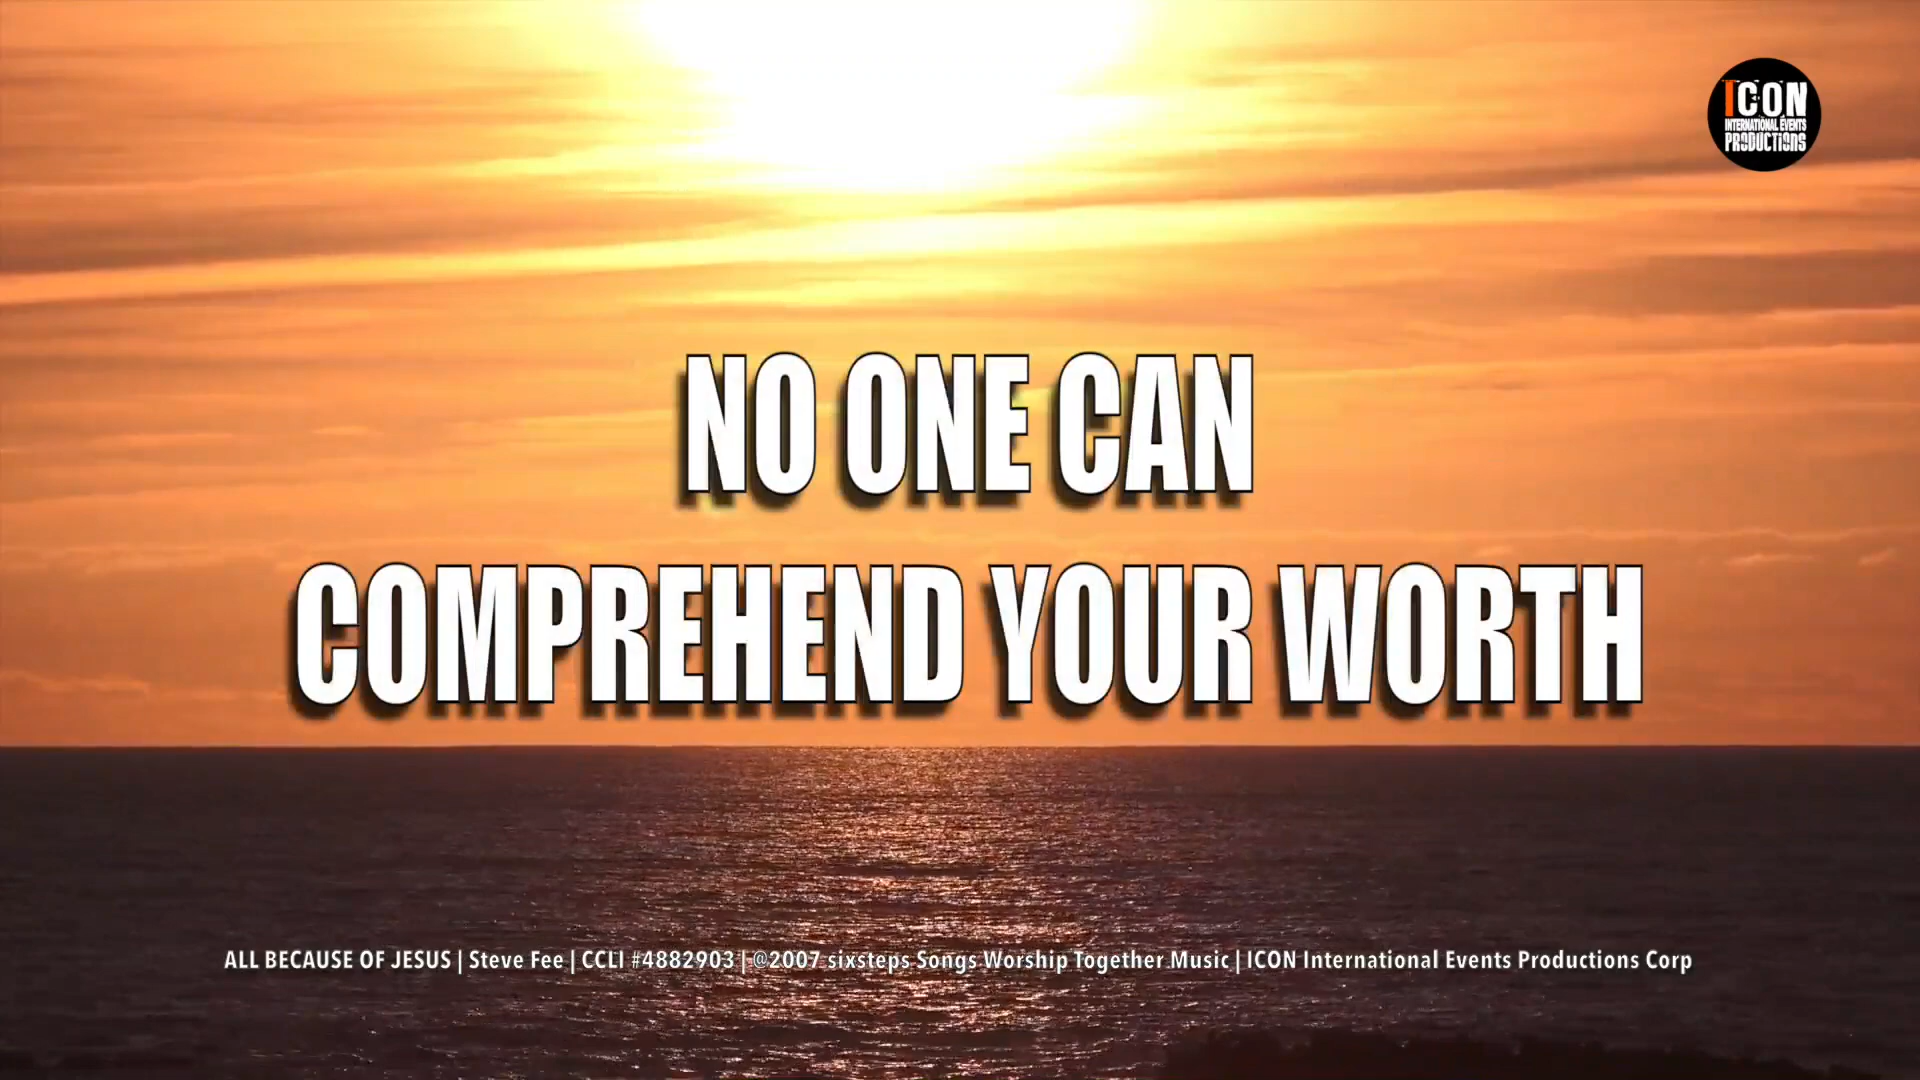 ICON
INTERNATIONAL EVENTS
PRODUCTIONS
NO ONE CAN
COMPREHEND YOUR WORTH
ALL BECAUSE OF JESUS | Steve Fee | CCLI #4882903 | @2007 sixsteps Songs Worship Together Music | ICON International Events Productions Corp